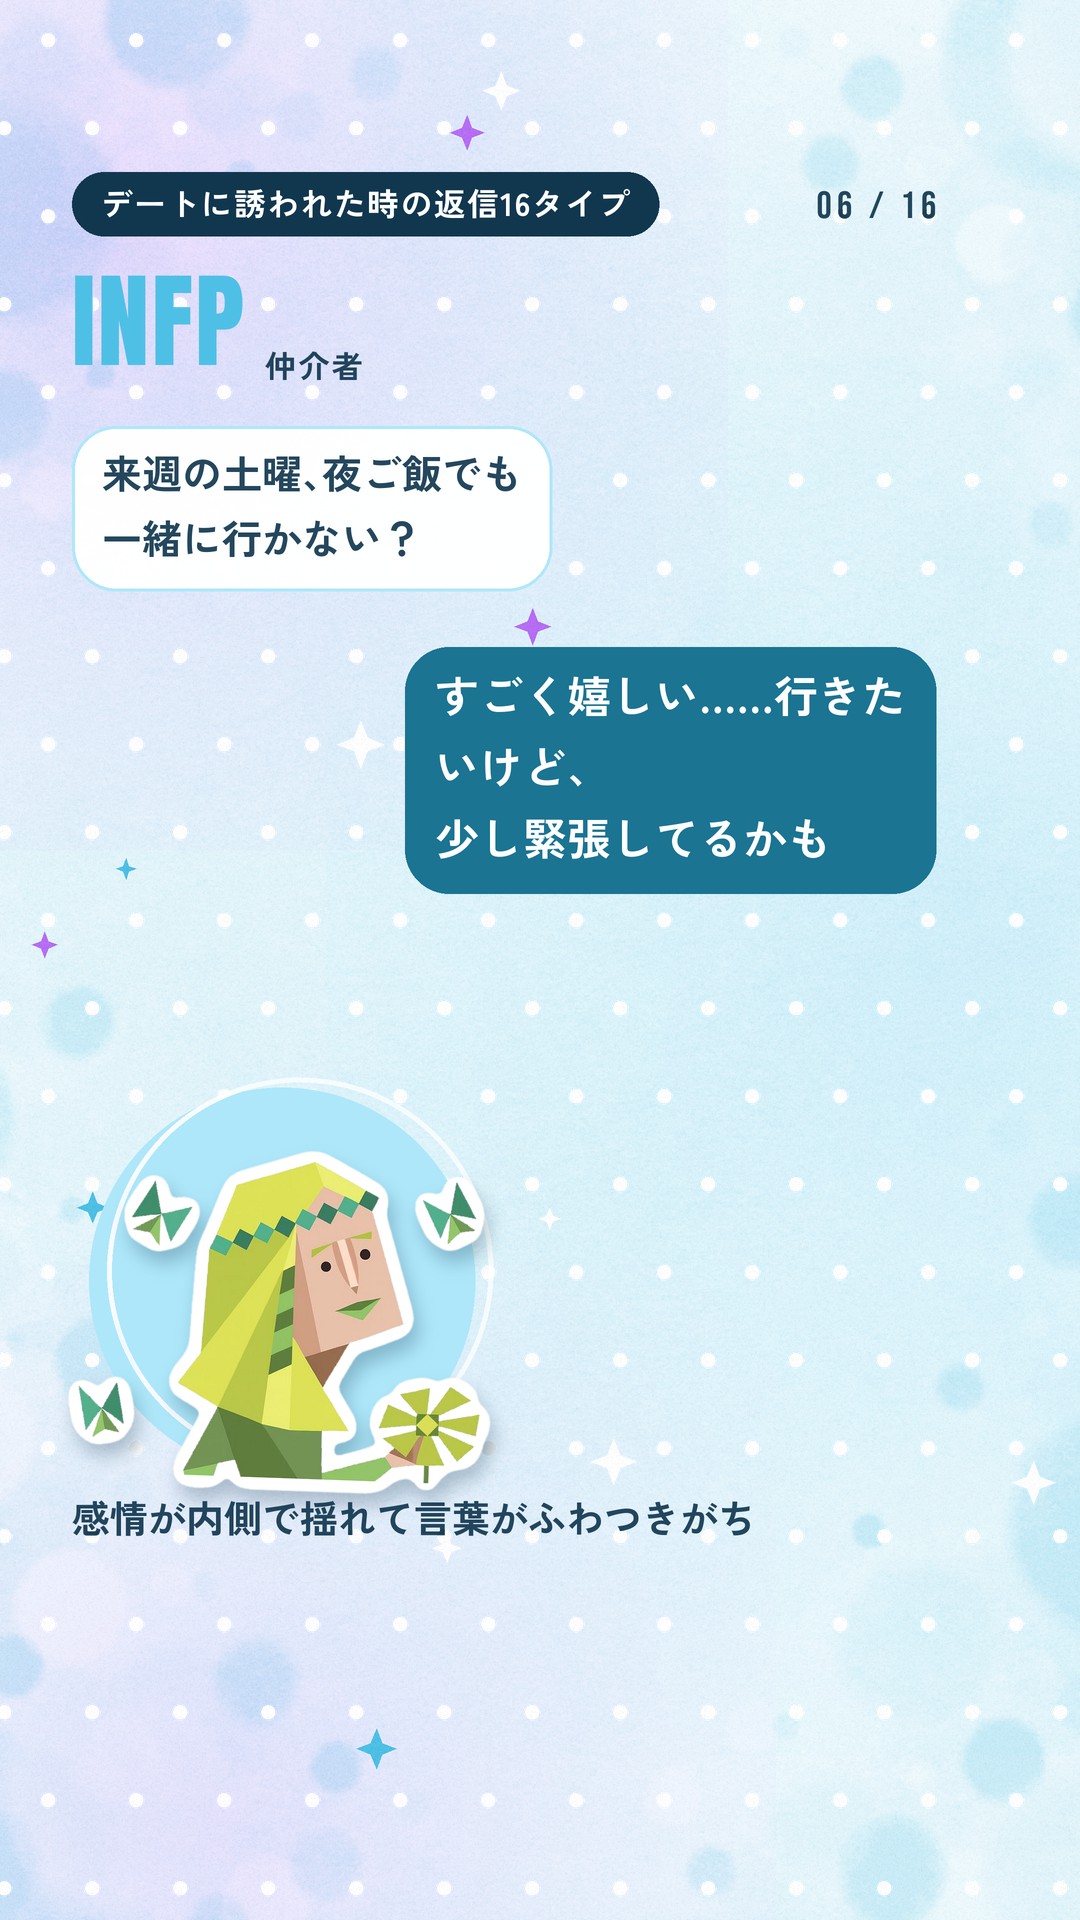 デートに誘われた時の返信16タイプ
06 / 16
INFP
仲介者
来週の土曜、夜ご飯でも
一緒に行かない？
すごく嬉しい……行きた
いけど、
少し緊張してるかも
感情が内側で揺れて言葉がふわつきがち